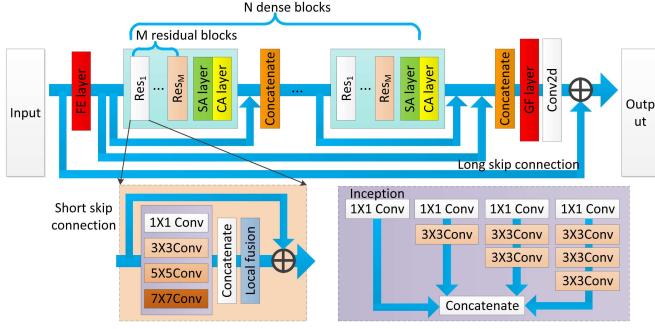 N dense blocks
M residual blocks
Input
FE layer
Res1
...
ResM
SA layer
CA layer
Concatenate
...
Res1
...
ResM
SA layer
CA layer
Concatenate
GF layer
Conv2d
Outp
ut
Long skip connection
Short skip
connection
1X1 Conv
3X3Conv
5X5Conv
7X7Conv
Concatenate
Local fusion
Inception
1X1 Conv
1X1 Conv
1X1 Conv
1X1 Conv
3X3Conv
3X3Conv
3X3Conv
3X3Conv
3X3Conv
3X3Conv
Concatenate